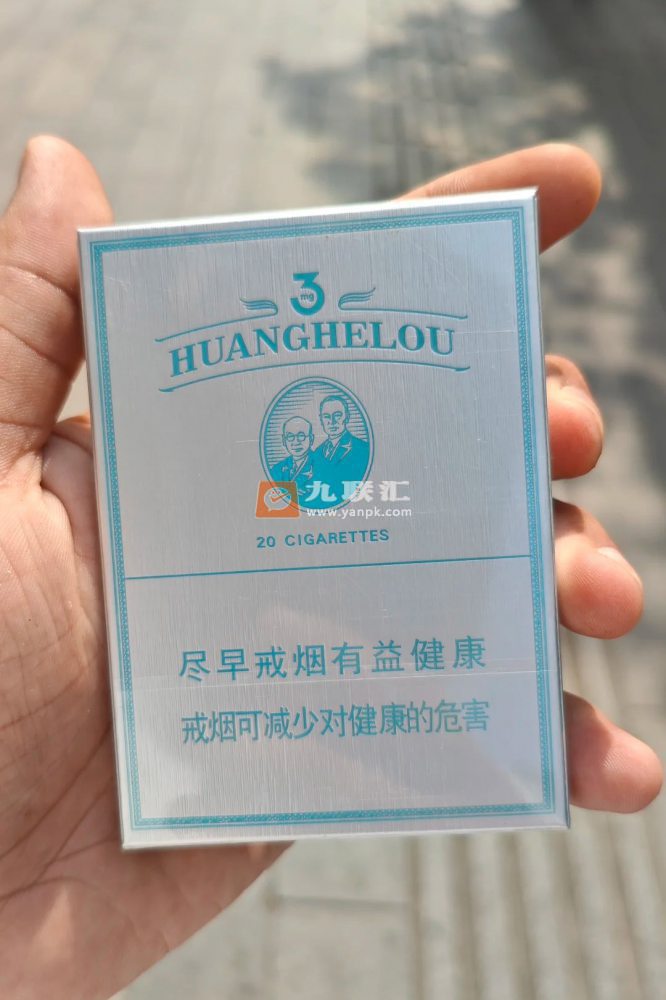 3
mg
HUANGHELOU
九联汇
www.yanpk.com
20 CIGARETTES
尽早戒烟有益健康
戒烟可减少对健康的危害